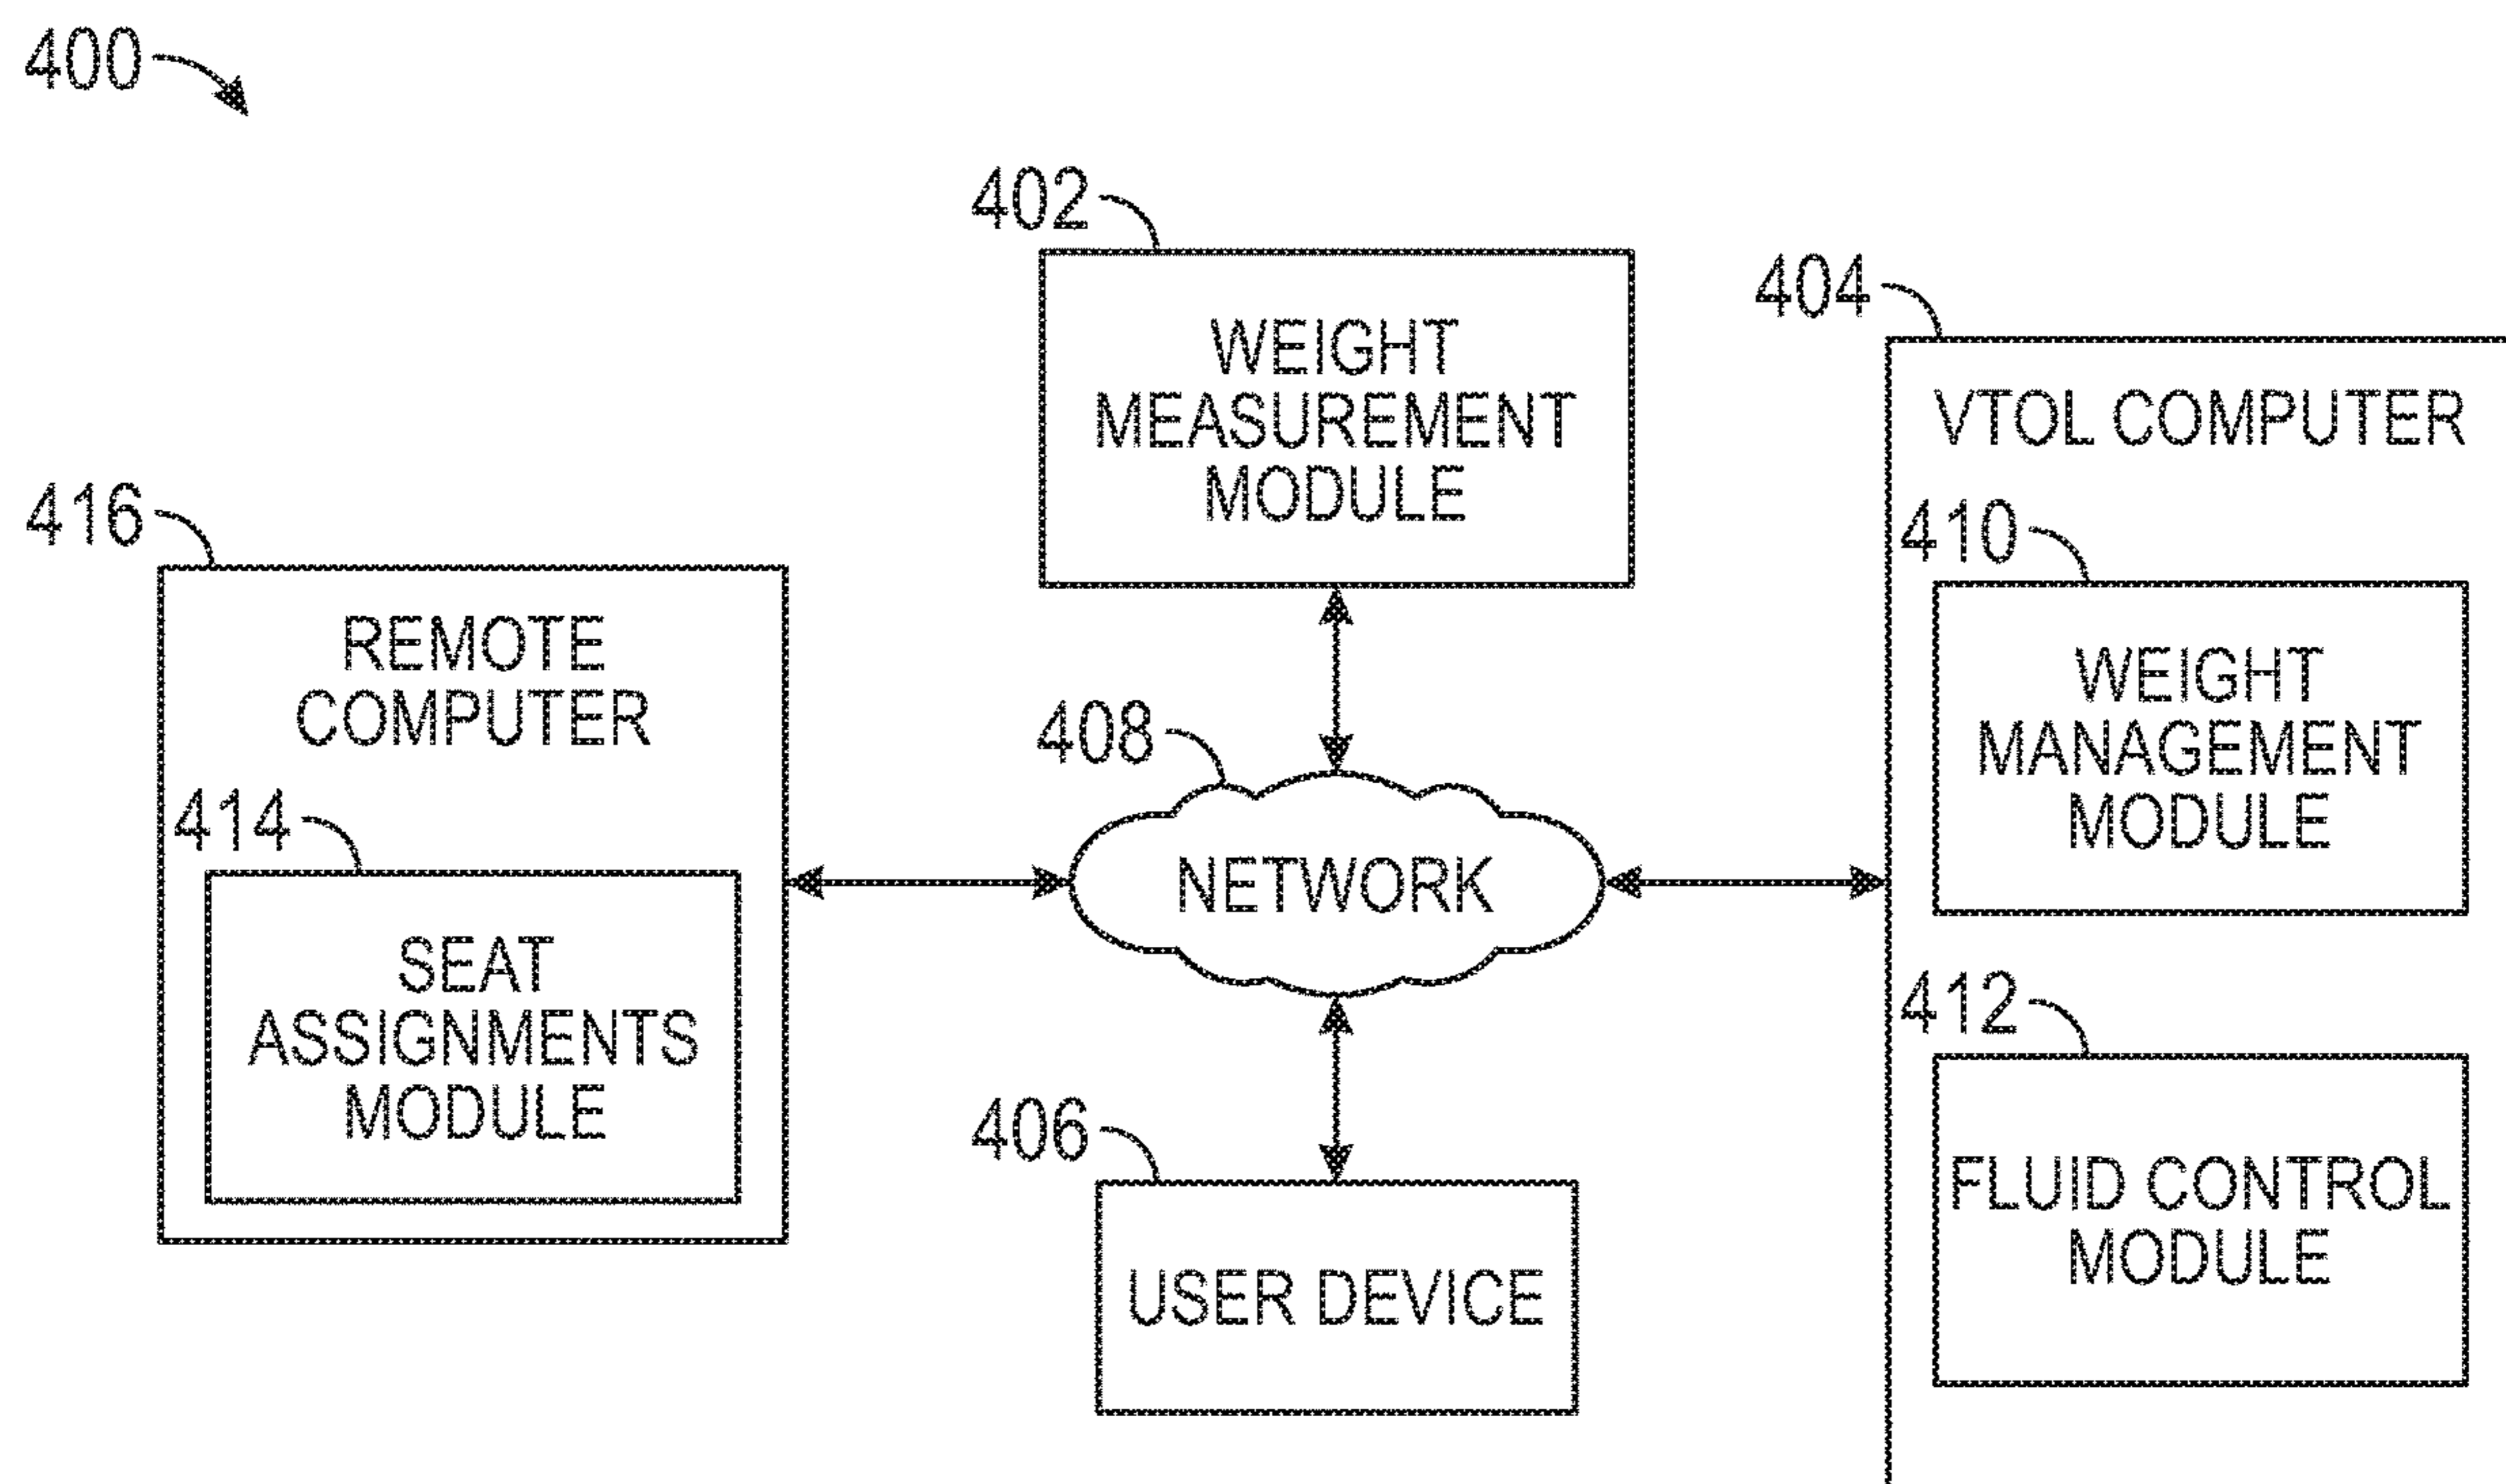 400
402
WEIGHT
MEASUREMENT
MODULE
404
VTOL COMPUTER
410
WEIGHT
MANAGEMENT
MODULE
412
FLUID CONTROL
MODULE
416
REMOTE
COMPUTER
414
SEAT
ASSIGNMENTS
MODULE
408
NETWORK
406
USER DEVICE